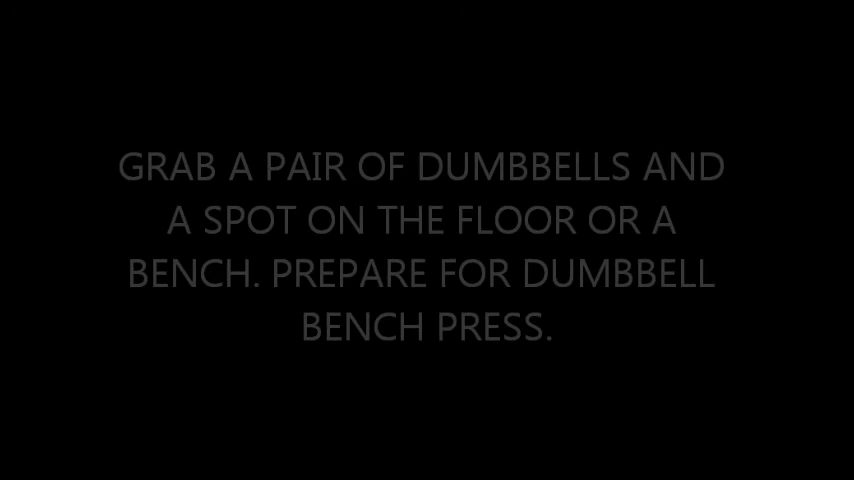 GRAB A PAIR OF DUMBBELLS AND
A SPOT ON THE FLOOR OR A
BENCH. PREPARE FOR DUMBBELL
BENCH PRESS.